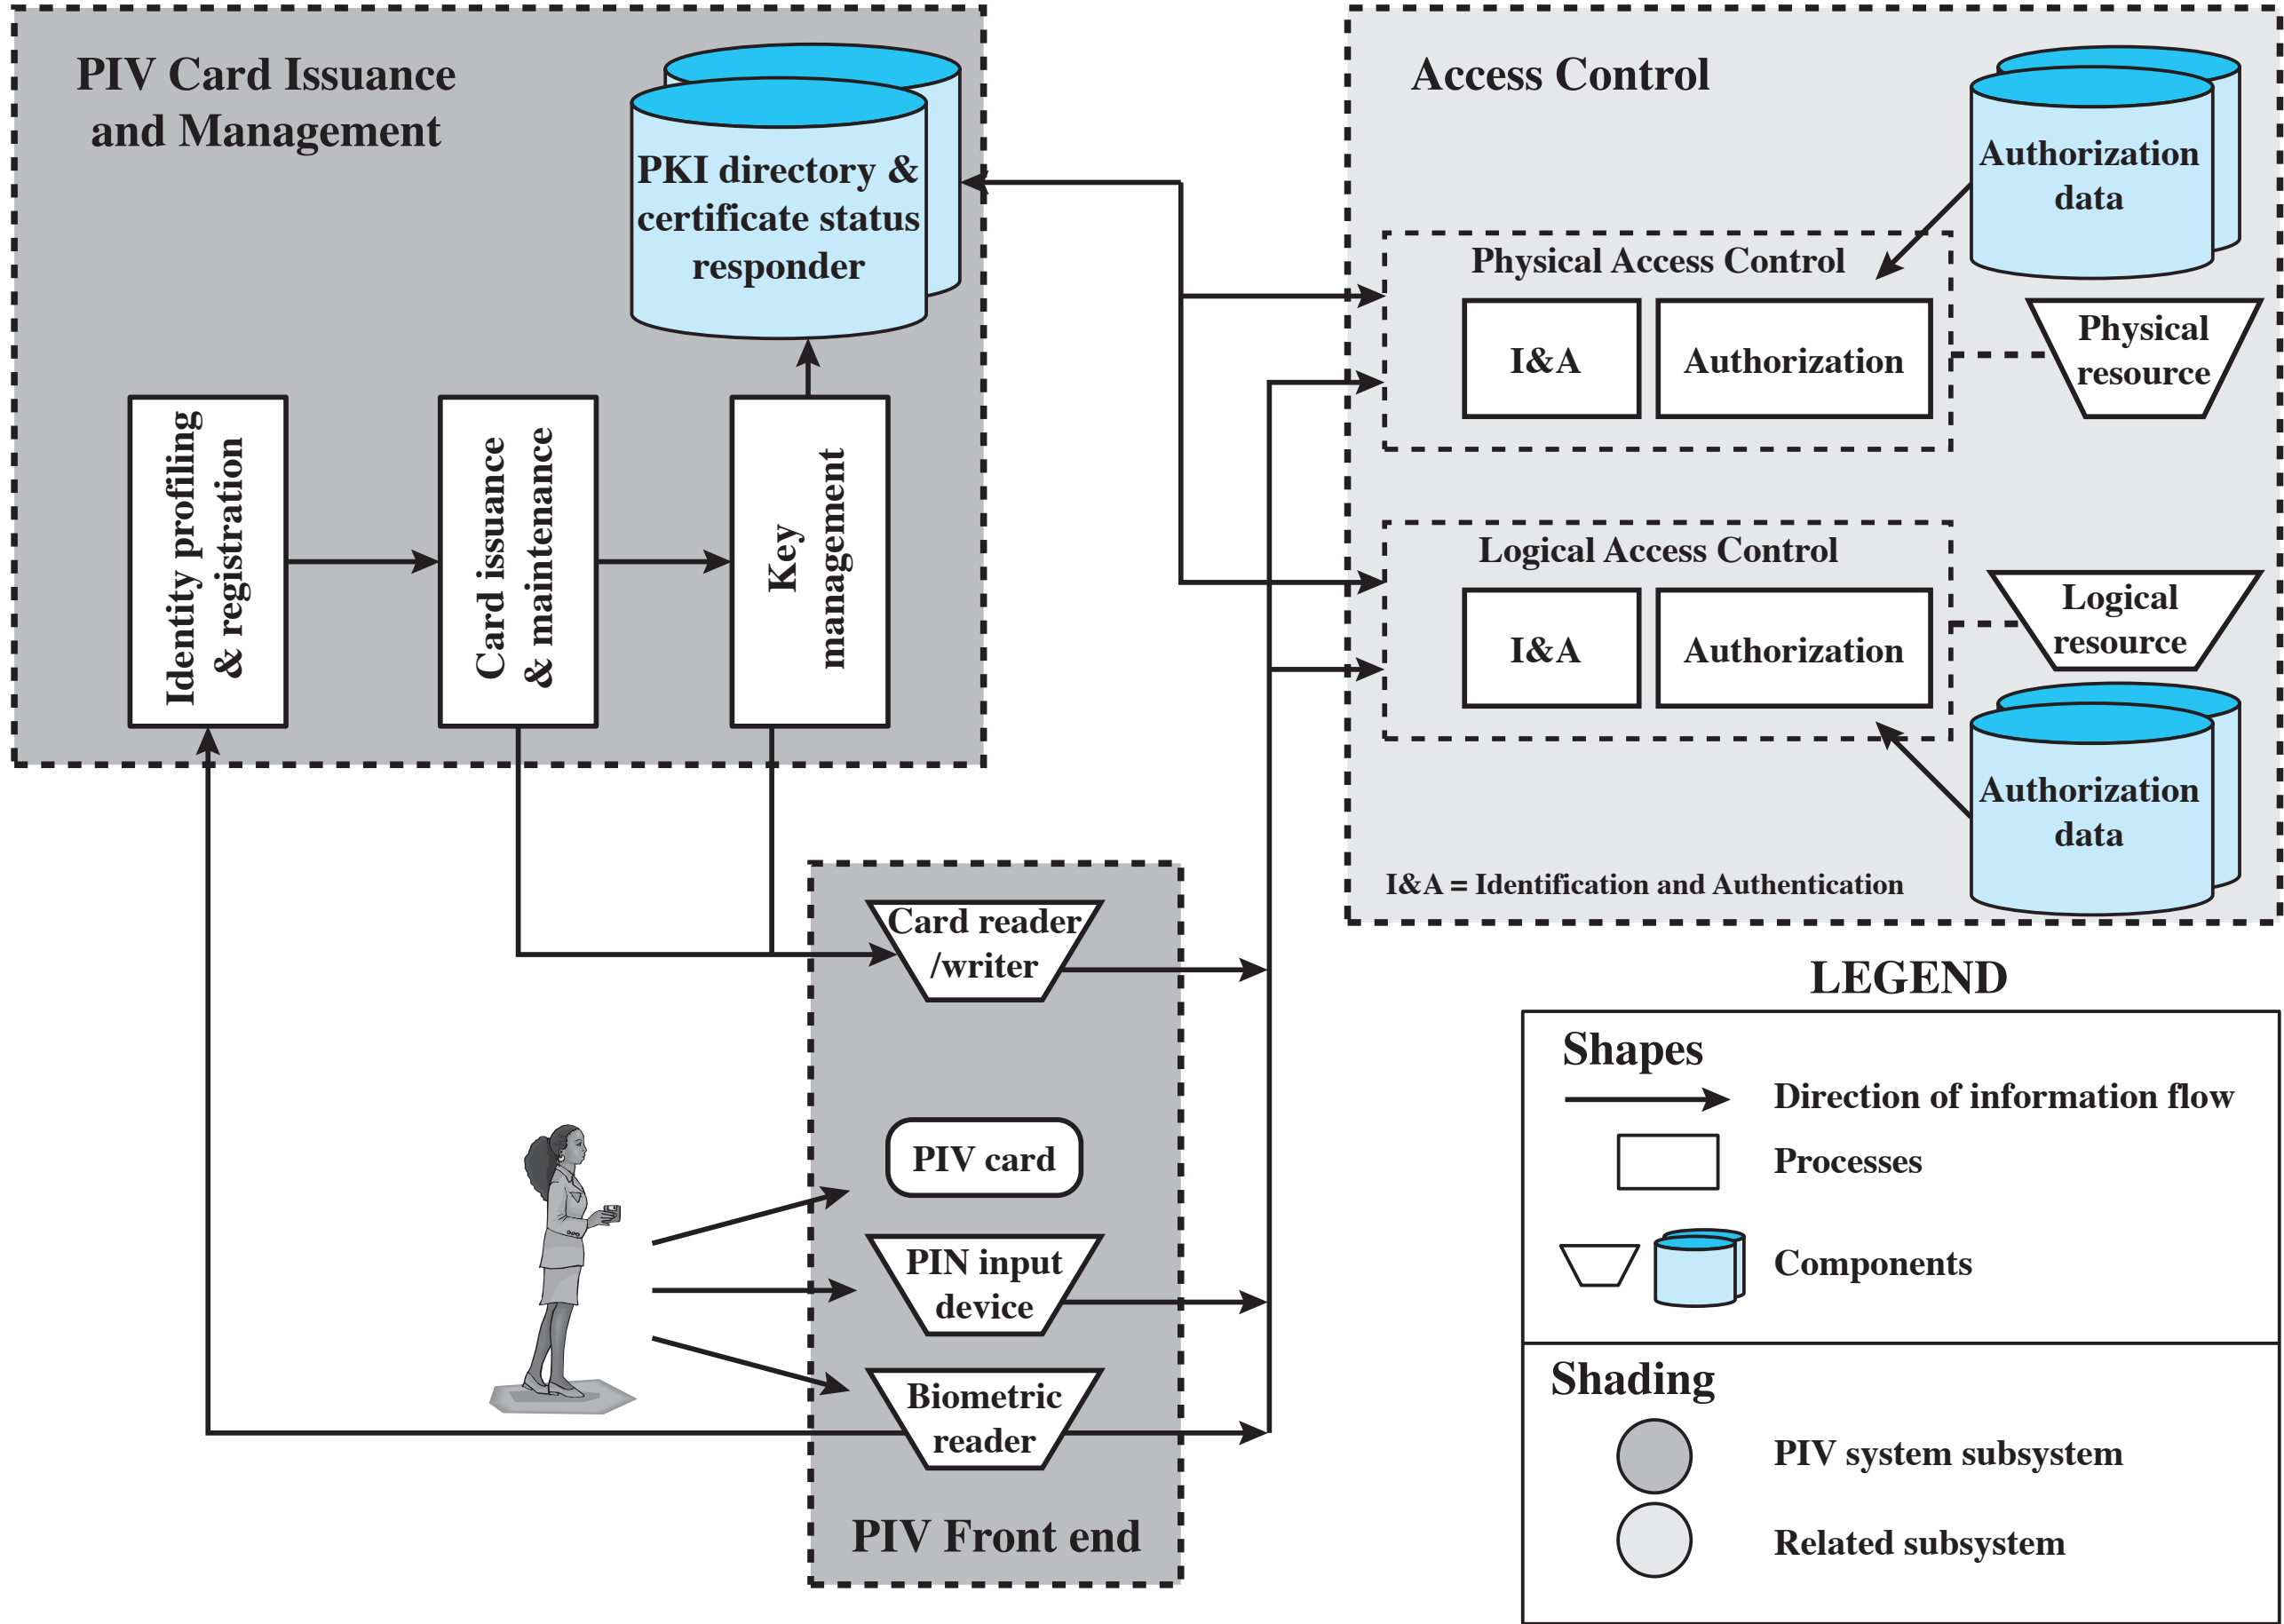 PIV Card Issuance
and Management
PKI directory &
certificate status
responder
Identity profiling
& registration
Card issuance
& maintenance
Key
management
Access Control
Authorization
data
Physical Access Control
I&A
Authorization
Physical
resource
Logical Access Control
I&A
Authorization
Logical
resource
Authorization
data
I&A = Identification and Authentication
Card reader
/writer
PIV card
PIN input
device
Biometric
reader
PIV Front end
LEGEND
Shapes
Direction of information flow
Processes
Components
Shading
PIV system subsystem
Related subsystem